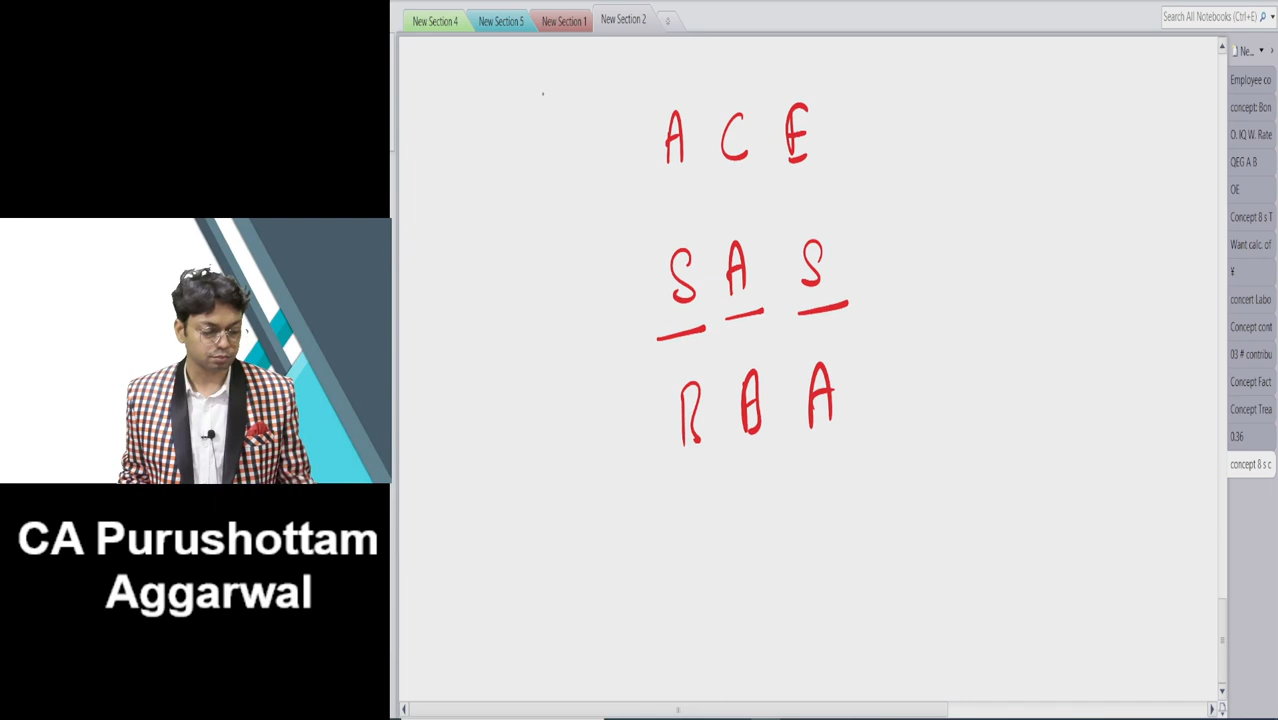 New Section 4 New Section 5 New Section 1 New Section 2
Search All Notebooks (Ctrl+E)
Ne...
Employee co
concept: Bon
O. IQ W. Rate
QEG A B
OE
Concept 8 s T
Want calc. of
¥
concert Labo
Concept cont
03 # contribu
Concept Fact
Concept Trea
0.36
concept 8 s c
A C E
S A S
R B A
CA Purushottam
Aggarwal